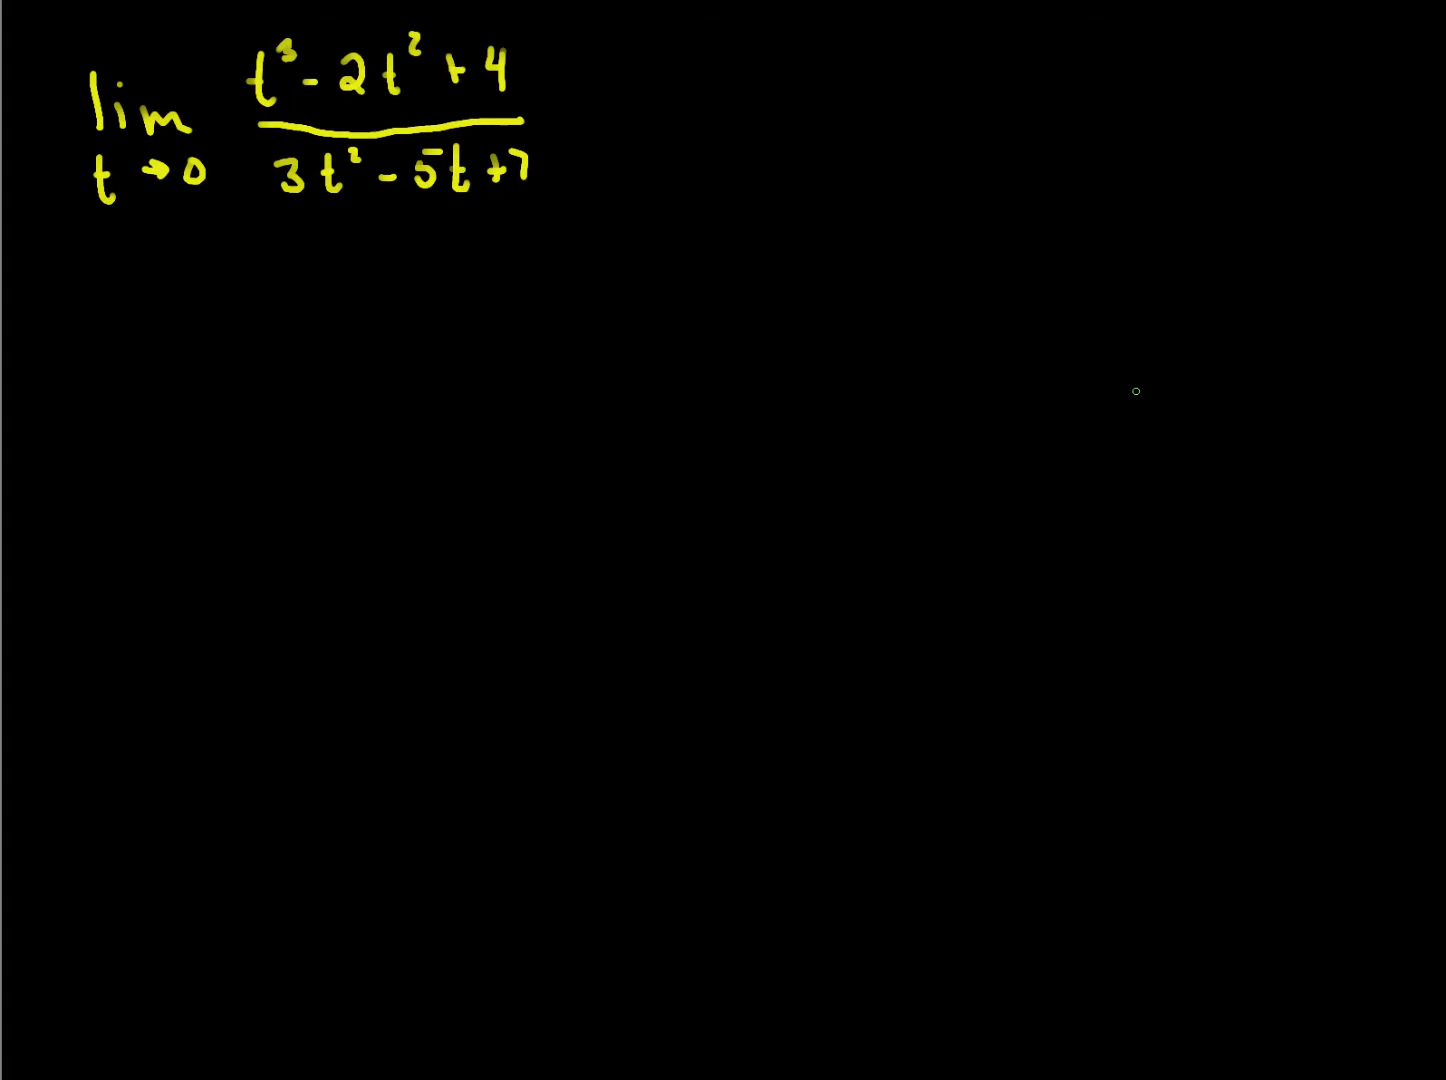 lim t→0 (t³ - 2t² + 4) / (3t² - 5t + 7)